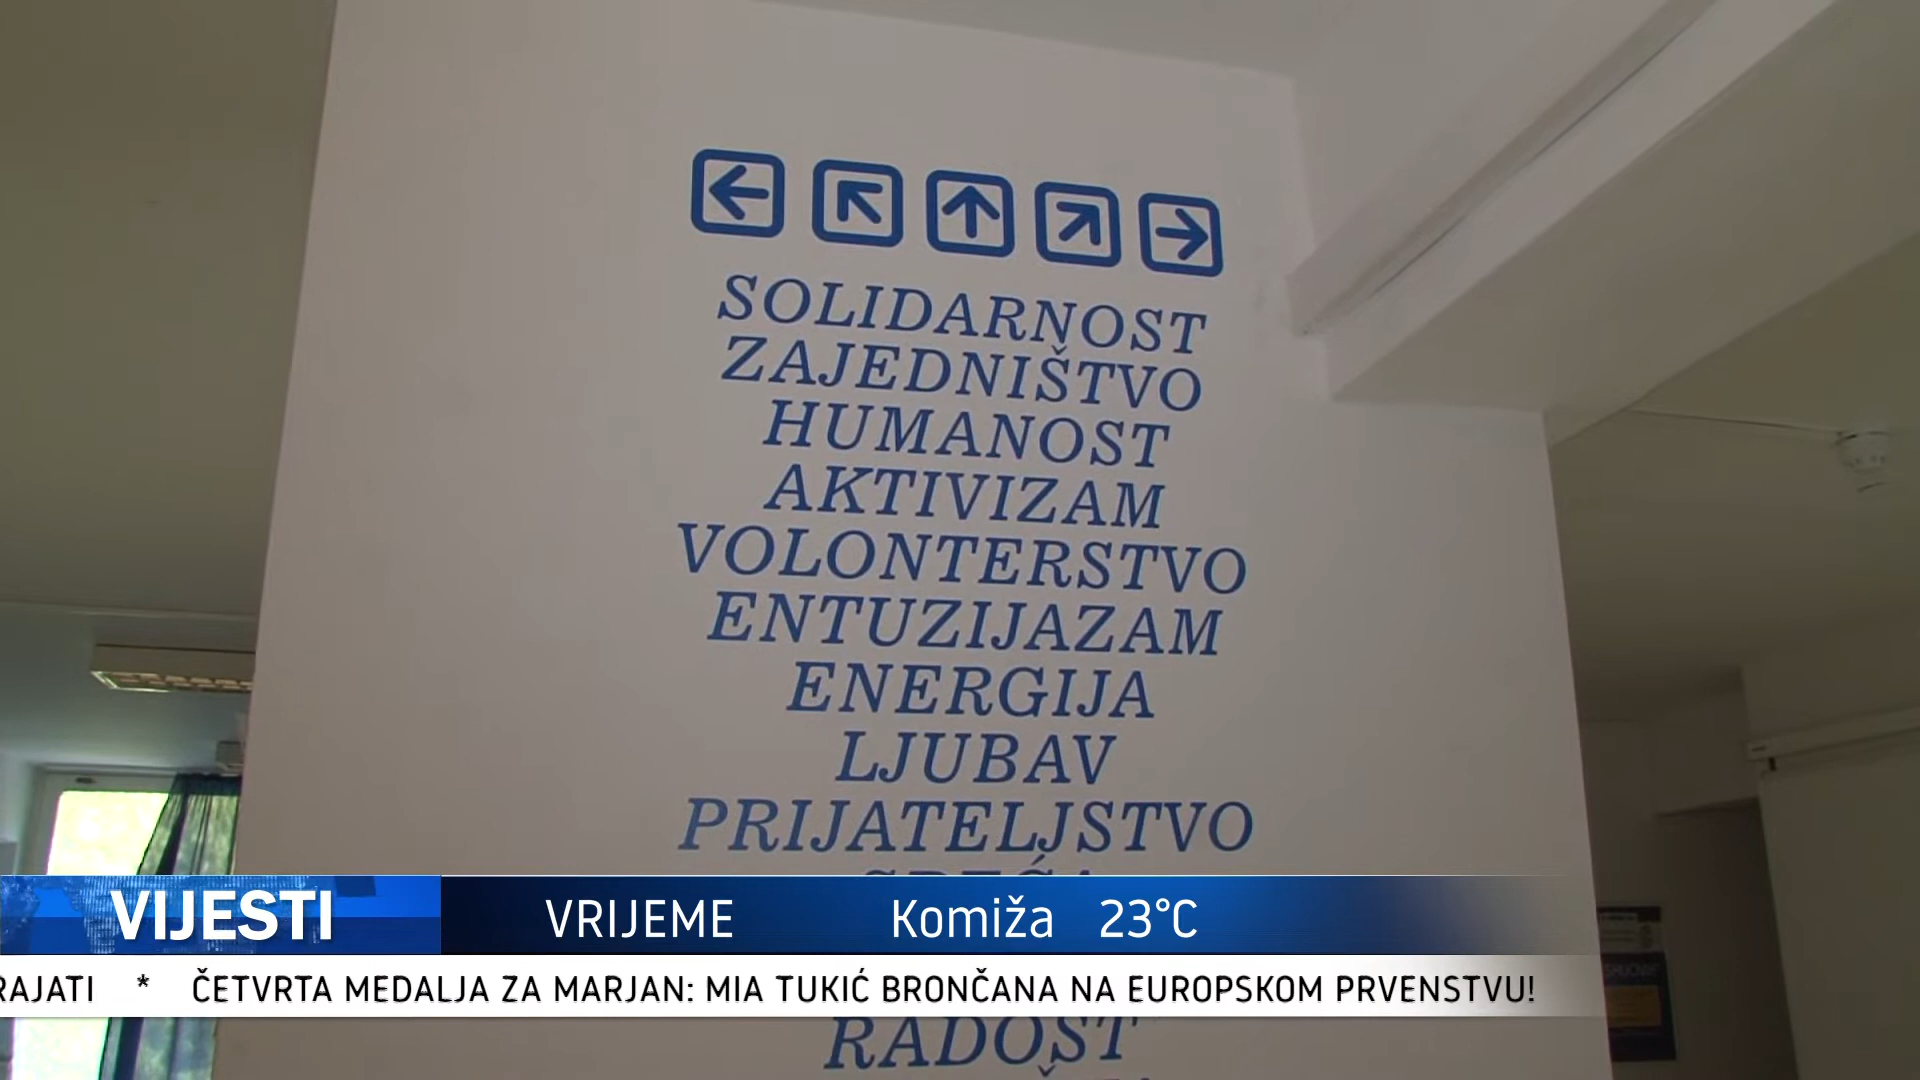 SOLIDARNOST
ZAJEDNIŠTVO
HUMANOST
AKTIVIZAM
VOLONTERSTVO
ENTUZIJAZAM
ENERGIJA
LJUBAV
PRIJATELJSTVO
VIJESTI VRIJEME Komiža 23°C
RAJATI * ČETVRTA MEDALJA ZA MARJAN: MIA TUKIĆ BRONČANA NA EUROPSKOM PRVENSTVU!
RADOST